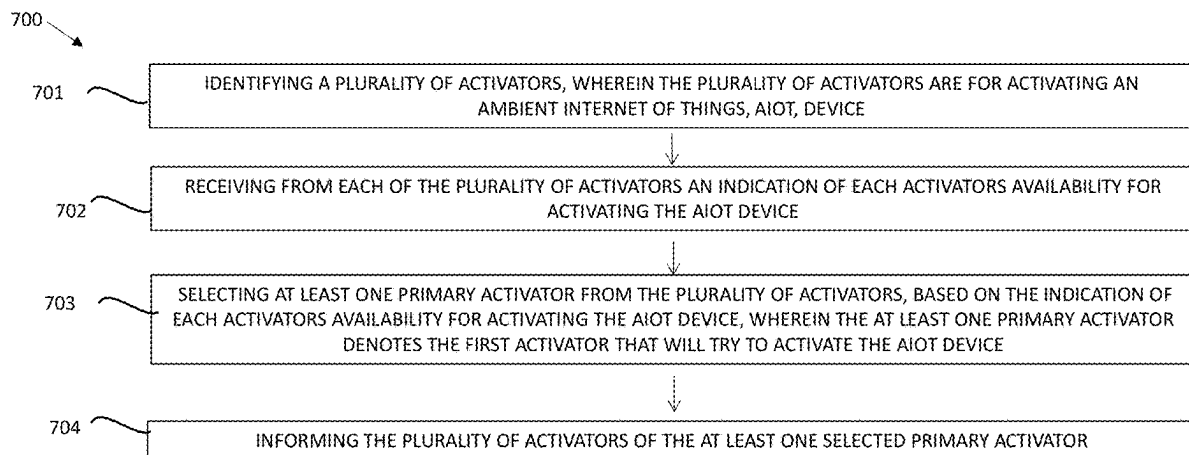 700
701
IDENTIFYING A PLURALITY OF ACTIVATORS, WHEREIN THE PLURALITY OF ACTIVATORS ARE FOR ACTIVATING AN
AMBIENT INTERNET OF THINGS, AIOT, DEVICE
702
RECEIVING FROM EACH OF THE PLURALITY OF ACTIVATORS AN INDICATION OF EACH ACTIVATORS AVAILABILITY FOR
ACTIVATING THE AIOT DEVICE
703
SELECTING AT LEAST ONE PRIMARY ACTIVATOR FROM THE PLURALITY OF ACTIVATORS, BASED ON THE INDICATION OF
EACH ACTIVATORS AVAILABILITY FOR ACTIVATING THE AIOT DEVICE, WHEREIN THE AT LEAST ONE PRIMARY ACTIVATOR
DENOTES THE FIRST ACTIVATOR THAT WILL TRY TO ACTIVATE THE AIOT DEVICE
704
INFORMING THE PLURALITY OF ACTIVATORS OF THE AT LEAST ONE SELECTED PRIMARY ACTIVATOR